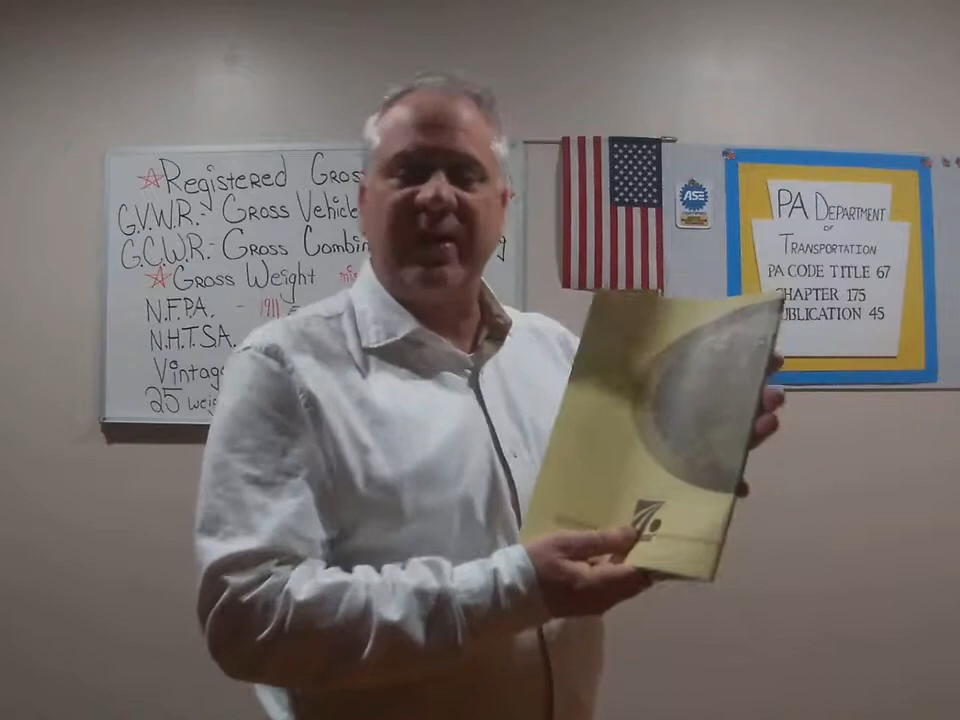 Registered Gros
G.V.W.R.- Gross Vehicle
G.C.W.R.- Gross Combin
Gross Weight
N.F.P.A. - 1911
N.H.T.S.A.
Vintag
25 wei
ASE
PA DEPARTMENT
OF
TRANSPORTATION
PA CODE TITLE 67
CHAPTER 175
UBLICATION 45